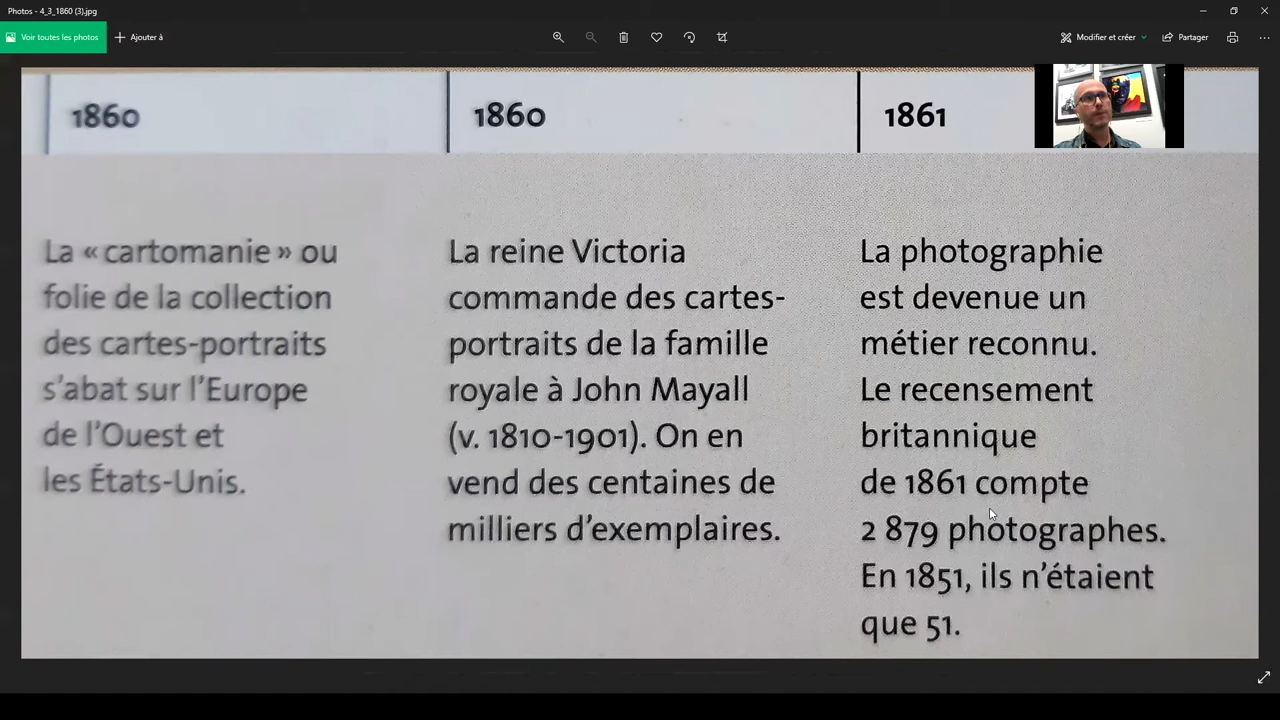 Photos - 4_3_1860 (3).jpg
Voir toutes les photos
Ajouter à
Modifier et créer
Partager
1860
1860
1861
La « cartomanie » ou
folie de la collection
des cartes-portraits
s’abat sur l’Europe
de l’Ouest et
les États-Unis.
La reine Victoria
commande des cartes-
portraits de la famille
royale à John Mayall
(v. 1810-1901). On en
vend des centaines de
milliers d’exemplaires.
La photographie
est devenue un
métier reconnu.
Le recensement
britannique
de 1861 compte
2 879 photographes.
En 1851, ils n’étaient
que 51.